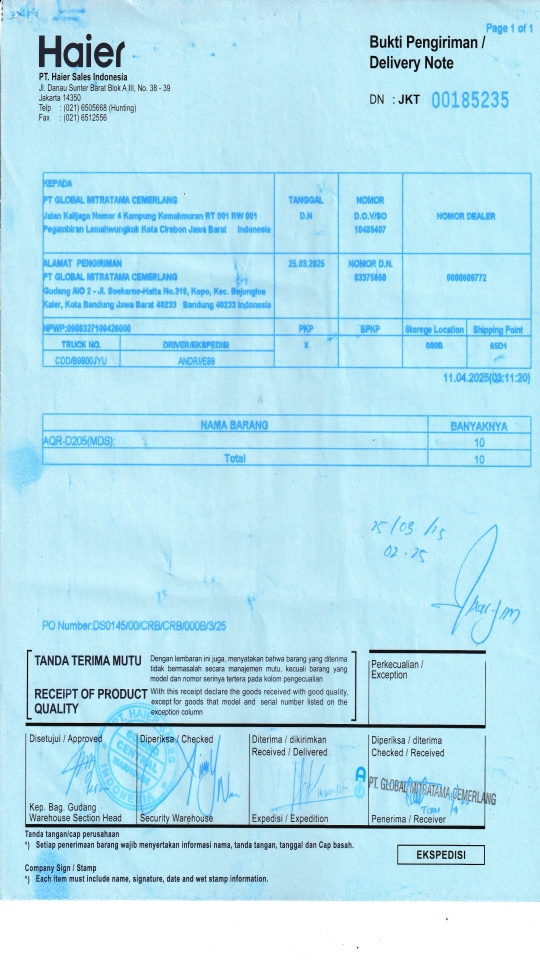 Page 1 of 1
Haier
Bukti Pengiriman /
Delivery Note
PT. Haier Sales Indonesia
Jl. Danau Sunter Barat Blok A III, No. 38 - 39
Jakarta 14350
Telp : (021) 6505668 (Hunting)
Fax : (021) 6512556
DN : JKT 00185235
KEPADA
PT GLOBAL MITRATAMA CEMERLANG
Jalan Kalijaga Nomor 4 Kampung Kemakmuran RT 001 RW 001
Pegambiran Lemahwungkuk Kota Cirebon Jawa Barat Indonesia
TANGGAL
D.N
NOMOR
D.O.V/SO
10485407
NOMOR DEALER
ALAMAT PENGIRIMAN
PT GLOBAL MITRATAMA CEMERLANG
Gudang AIO 2 - Jl. Soekarno-Hatta No.318, Kopo, Kec. Bojongloa
Kaler, Kota Bandung Jawa Barat 40233 Bandung 40233 Indonesia
25.03.2025
NOMOR D.N.
83375650
6000609772
NPWP:0908327109426000
PKP
BPKP
Storege Location
Shipping Point
TRUCK NO.
DRIVER/EKSPEDISI
X
000B
65D1
CDD/B9800JYU
ANDRI/E68
11.04.2025(03:11:20)
NAMA BARANG
BANYAKNYA
AQR-D205(MDS):
10
Total
10
25/03/25
02.25
PO Number:DS0145/00/CRB/CRB/000B/3/25
TANDA TERIMA MUTU
Dengan lembaran ini juga, menyatakan bahwa barang yang diterima
tidak bermasalah secara manajemen mutu, kecuali barang yang
model dan nomor serinya tertera pada kolom pengecualian
RECEIPT OF PRODUCT
QUALITY
With this receipt declare the goods received with good quality,
except for goods that model and serial number listed on the
exception column
Perkecualian /
Exception
Disetujui / Approved
Diperiksa / Checked
Diterima / dikirimkan
Received / Delivered
Diperiksa / diterima
Checked / Received
CENTRAL
WAREHOUSE
INDONESIA
PT. GLOBAL MITRATAMA CEMERLANG
Kep. Bag. Gudang
Warehouse Section Head
Security Warehouse
Expedisi / Expedition
Penerima / Receiver
Tanda tangan/cap perusahaan
*) Setiap penerimaan barang wajib menyertakan informasi nama, tanda tangan, tanggal dan Cap basah.
EKSPEDISI
Company Sign / Stamp
*) Each item must include name, signature, date and wet stamp information.